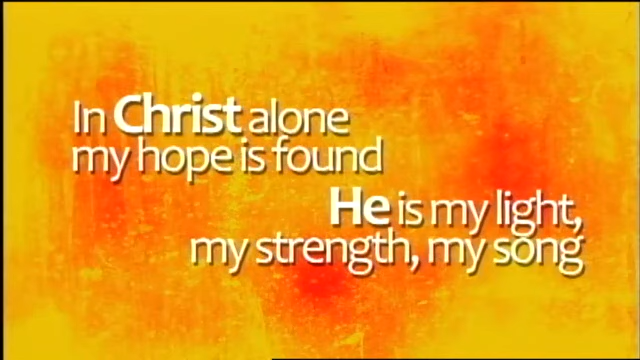 In Christ alone
my hope is found
He is my light,
my strength, my song